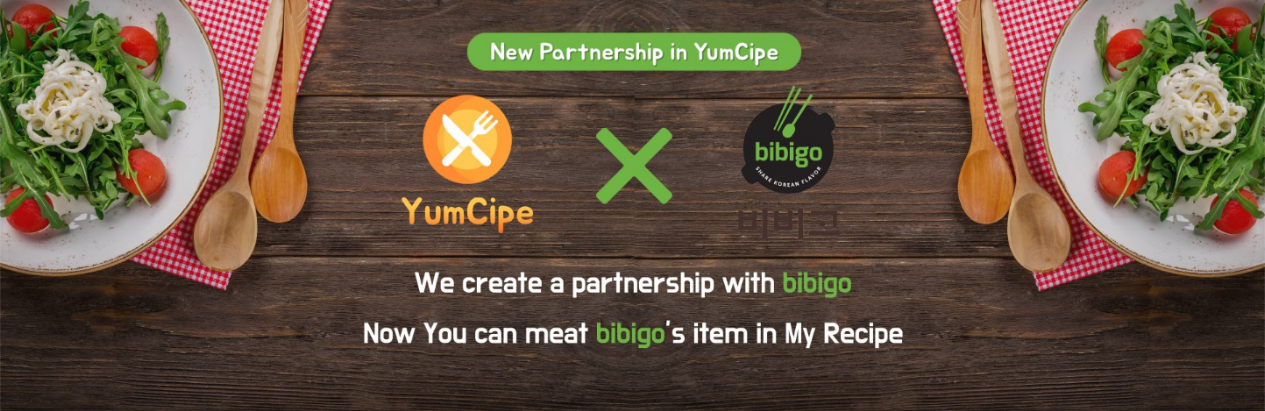 New Partnership in YumCipe
YumCipe
bibigo
SHARE KOREAN FLAVOR
비비고
We create a partnership with bibigo
Now You can meat bibigo's item in My Recipe